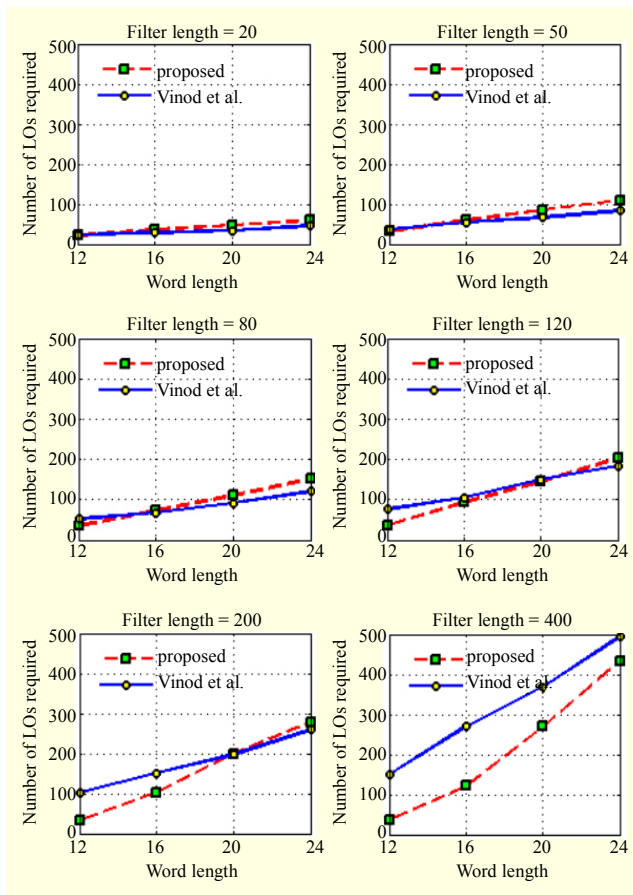 Filter length = 20
500
400
300
200
100
0
12
16
20
24
Number of LOs required
Word length
proposed
Vinod et al.
Filter length = 50
500
400
300
200
100
0
12
16
20
24
Number of LOs required
Word length
proposed
Vinod et al.
Filter length = 80
500
400
300
200
100
0
12
16
20
24
Number of LOs required
Word length
proposed
Vinod et al.
Filter length = 120
500
400
300
200
100
0
12
16
20
24
Number of LOs required
Word length
proposed
Vinod et al.
Filter length = 200
500
400
300
200
100
0
12
16
20
24
Number of LOs required
Word length
proposed
Vinod et al.
Filter length = 400
500
400
300
200
100
0
12
16
20
24
Number of LOs required
Word length
proposed
Vinod et al.